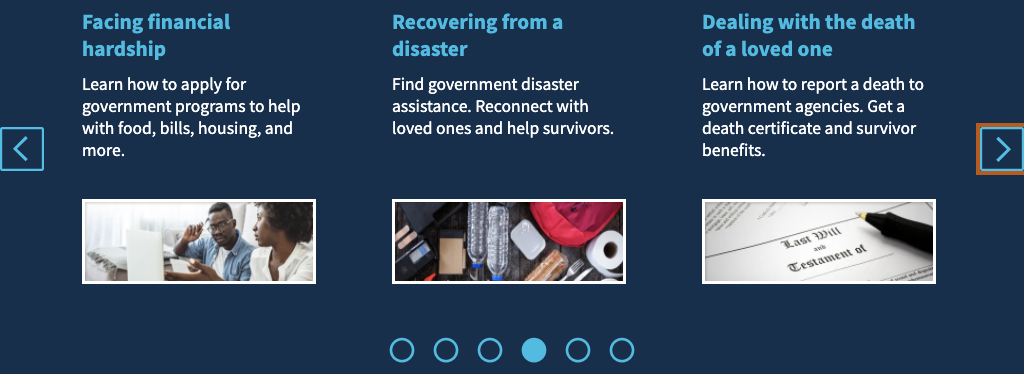 Facing financial
hardship
Learn how to apply for
government programs to help
with food, bills, housing, and
more.
Recovering from a
disaster
Find government disaster
assistance. Reconnect with
loved ones and help survivors.
Dealing with the death
of a loved one
Learn how to report a death to
government agencies. Get a
death certificate and survivor
benefits.
Last Will
and
Testament of